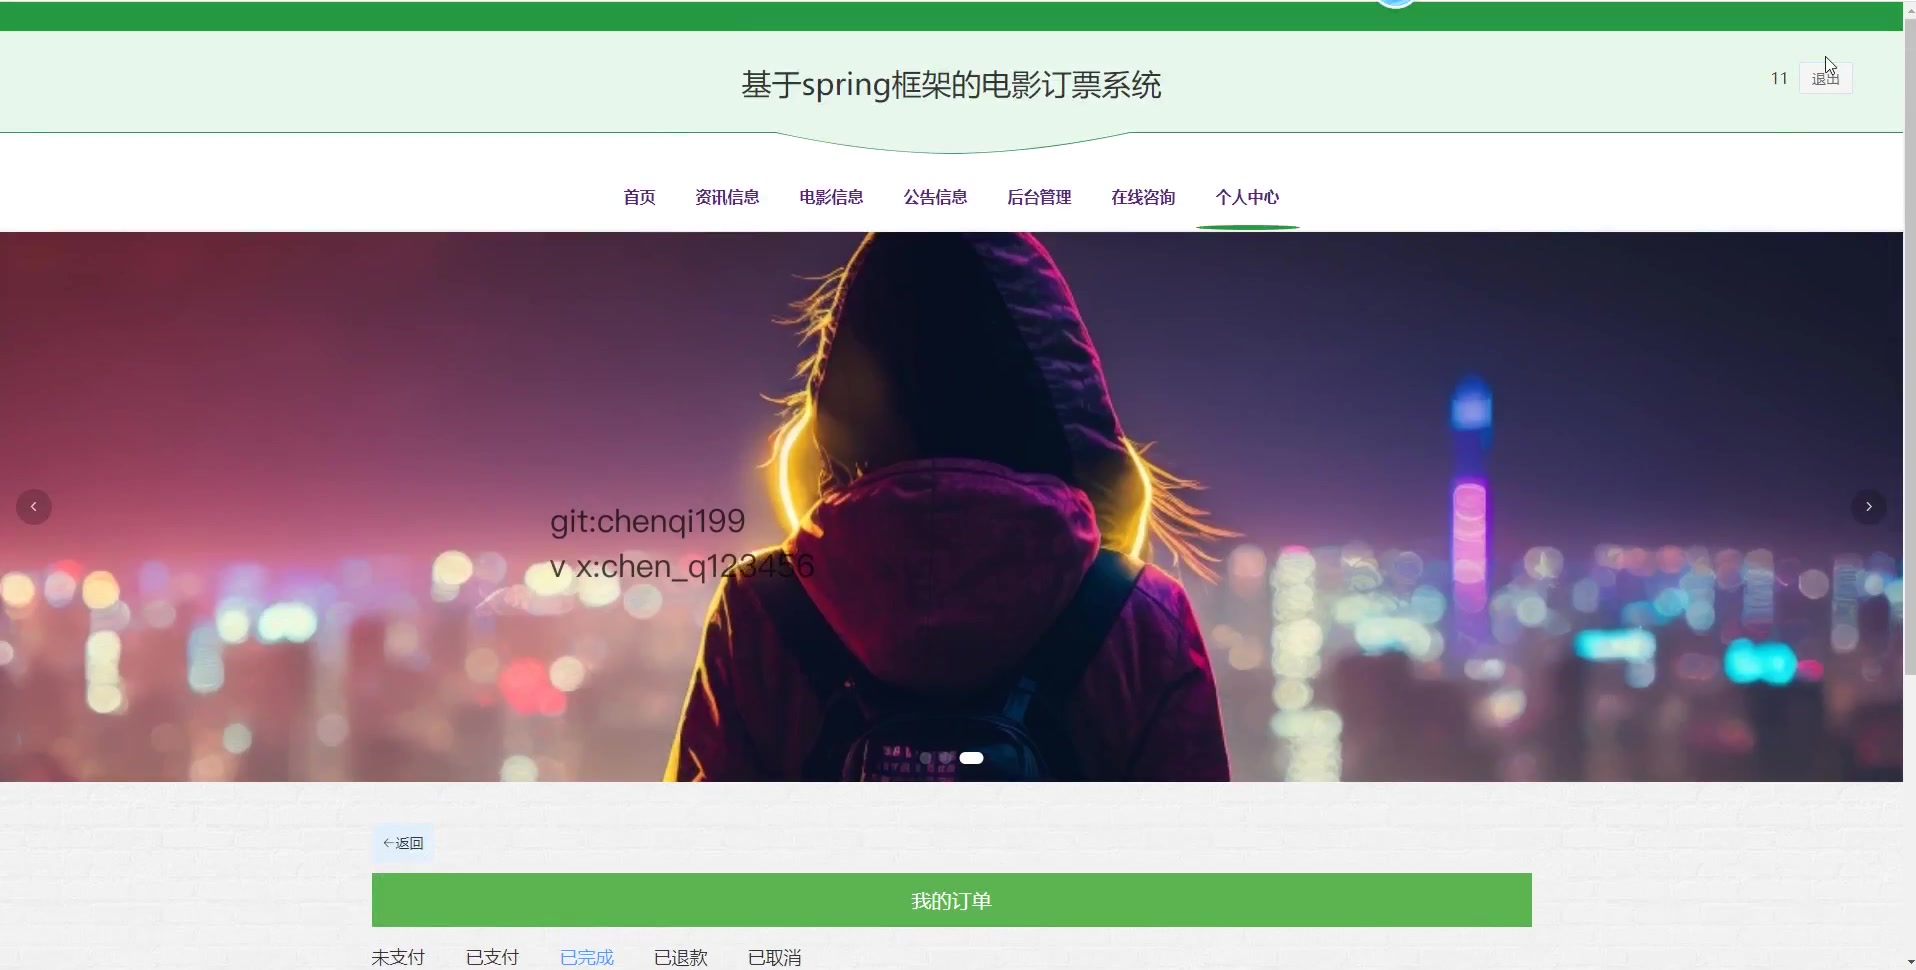 基于spring框架的电影订票系统
11 退出
首页 资讯信息 电影信息 公告信息 后台管理 在线咨询 个人中心
git:chenqi199
v x:chen_q123456
←返回
我的订单
未支付 已支付 已完成 已退款 已取消